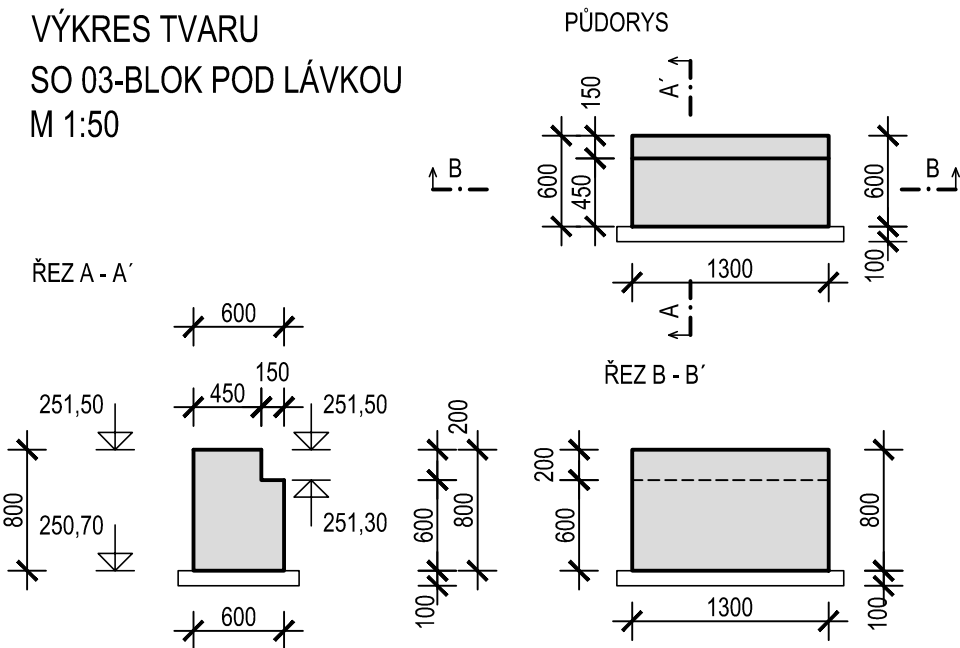 VÝKRES TVARU
SO 03-BLOK POD LÁVKOU
M 1:50
PŮDORYS
A´
150
600
450
B
B
600
100
1300
A
ŘEZ A - A´
600
150
450
251,50
251,50
200
800
250,70
251,30
600
800
100
600
ŘEZ B - B´
200
600
800
100
1300